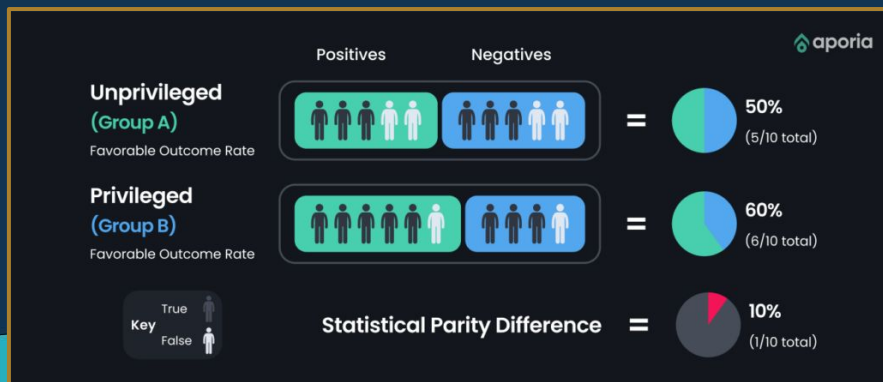 aporia
Positives Negatives
Unprivileged
(Group A)
Favorable Outcome Rate
=
50%
(5/10 total)
Privileged
(Group B)
Favorable Outcome Rate
=
60%
(6/10 total)
Key
True
False
Statistical Parity Difference =
10%
(1/10 total)